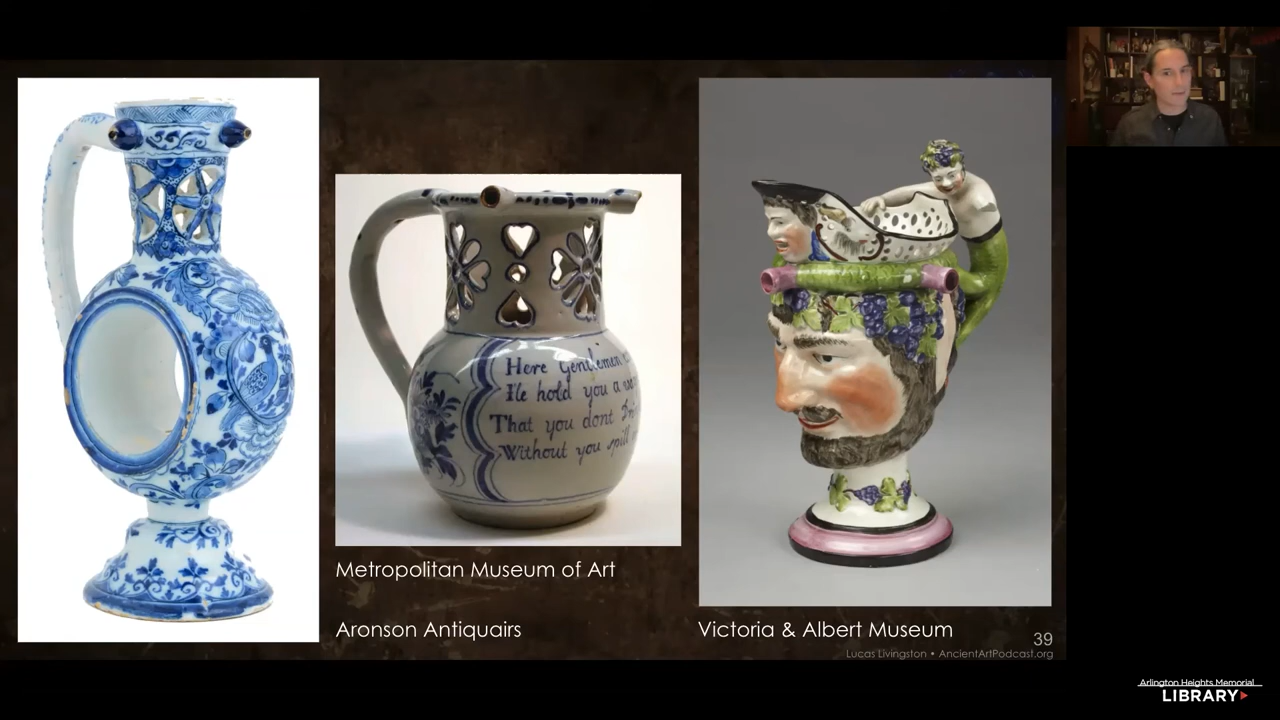 Here Gentlemen
I'le hold you a
That you dont
Without you spill
Metropolitan Museum of Art
Aronson Antiquairs
Victoria & Albert Museum
39
Lucas Livingston • AncientArtPodcast.org
Arlington Heights Memorial
LIBRARY